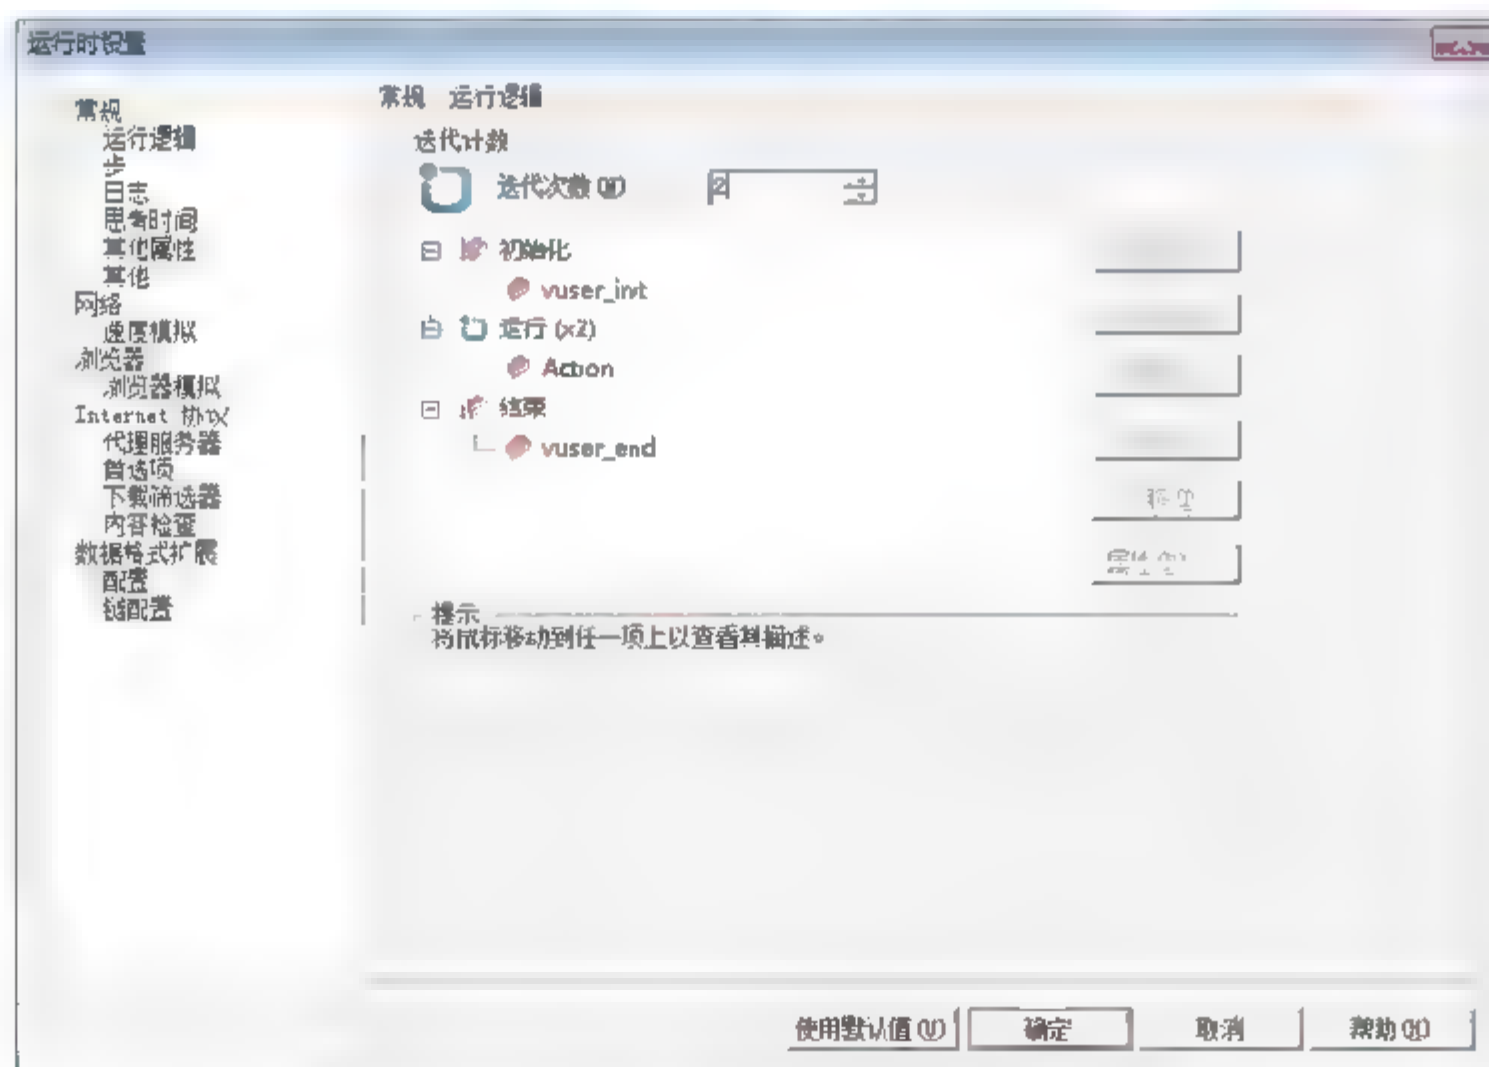 运行时设置
常规
运行逻辑
步
日志
思考时间
其他属性
其他
网络
速度模拟
浏览器
浏览器模拟
Internet 协议
代理服务器
首选项
下载筛选器
内容检查
数据格式扩展
配置
链配置
常规 运行逻辑
迭代计数
迭代次数 2
初始化
vuser_init
运行 (x2)
Action
结束
vuser_end
提示
将鼠标移动到任一项上以查看其描述。
使用默认值 (U) 确定 取消 帮助 (H)